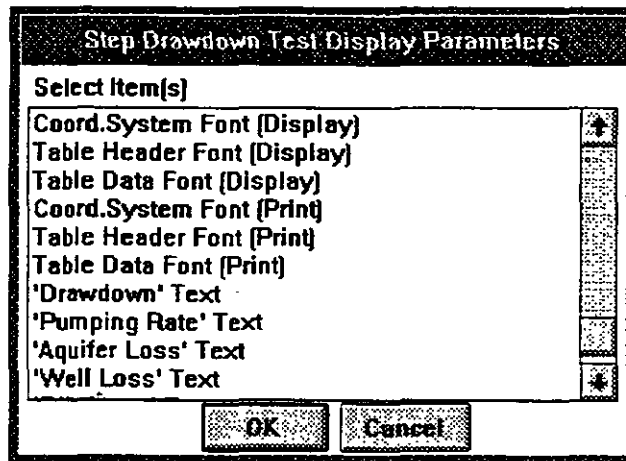 Step Drawdown Test Display Parameters
Select Item(s)
Coord.System Font (Display)
Table Header Font (Display)
Table Data Font (Display)
Coord.System Font (Print)
Table Header Font (Print)
Table Data Font (Print)
'Drawdown' Text
'Pumping Rate' Text
'Aquifer Loss' Text
'Well Loss' Text
OK Cancel